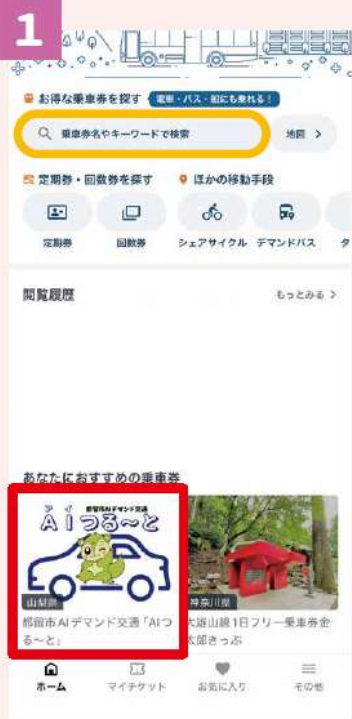 1
お得な乗車券を探す 電車・バス・船にも乗れる!
乗車券名やキーワードで検索
地図 >
定期券・回数券を探す
ほかの移動手段
定期券
回数券
シェアサイクル
デマンドバス
タ
閲覧履歴
もっとみる >
あなたにおすすめの乗車券
都留市AIデマンド交通
アイ
AIつる~と
山梨県
都留市AIデマンド交通「AIつ
る~と」
神奈川県
大雄山線1日フリー乗車券金
太郎きっぷ
ホーム
マイチケット
お気に入り
その他